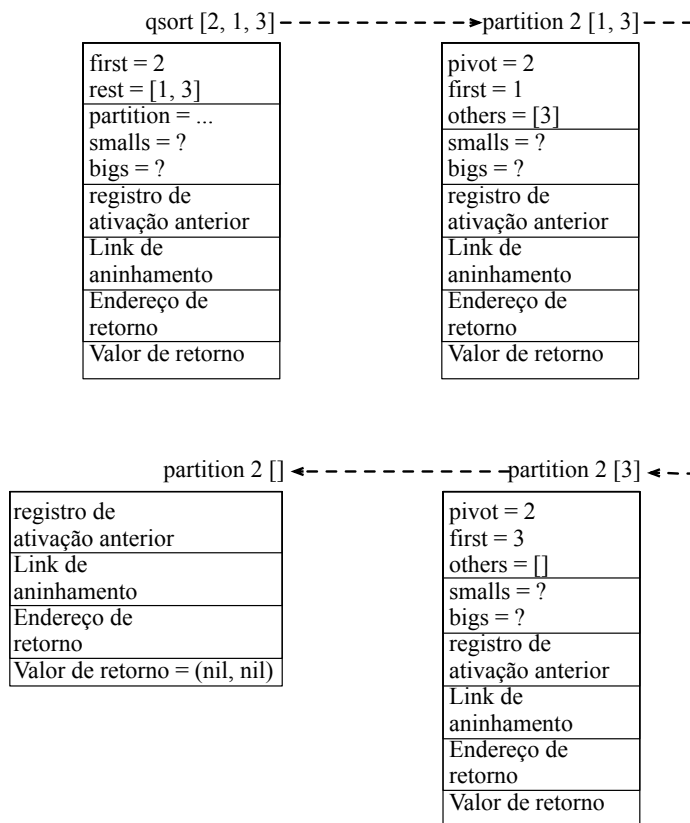 qsort [2, 1, 3]
first = 2
rest = [1, 3]
partition = ...
smalls = ?
bigs = ?
registro de
ativação anterior
Link de
aninhamento
Endereço de
retorno
Valor de retorno
partition 2 [1, 3]
pivot = 2
first = 1
others = [3]
smalls = ?
bigs = ?
registro de
ativação anterior
Link de
aninhamento
Endereço de
retorno
Valor de retorno
partition 2 []
registro de
ativação anterior
Link de
aninhamento
Endereço de
retorno
Valor de retorno = (nil, nil)
partition 2 [3]
pivot = 2
first = 3
others = []
smalls = ?
bigs = ?
registro de
ativação anterior
Link de
aninhamento
Endereço de
retorno
Valor de retorno